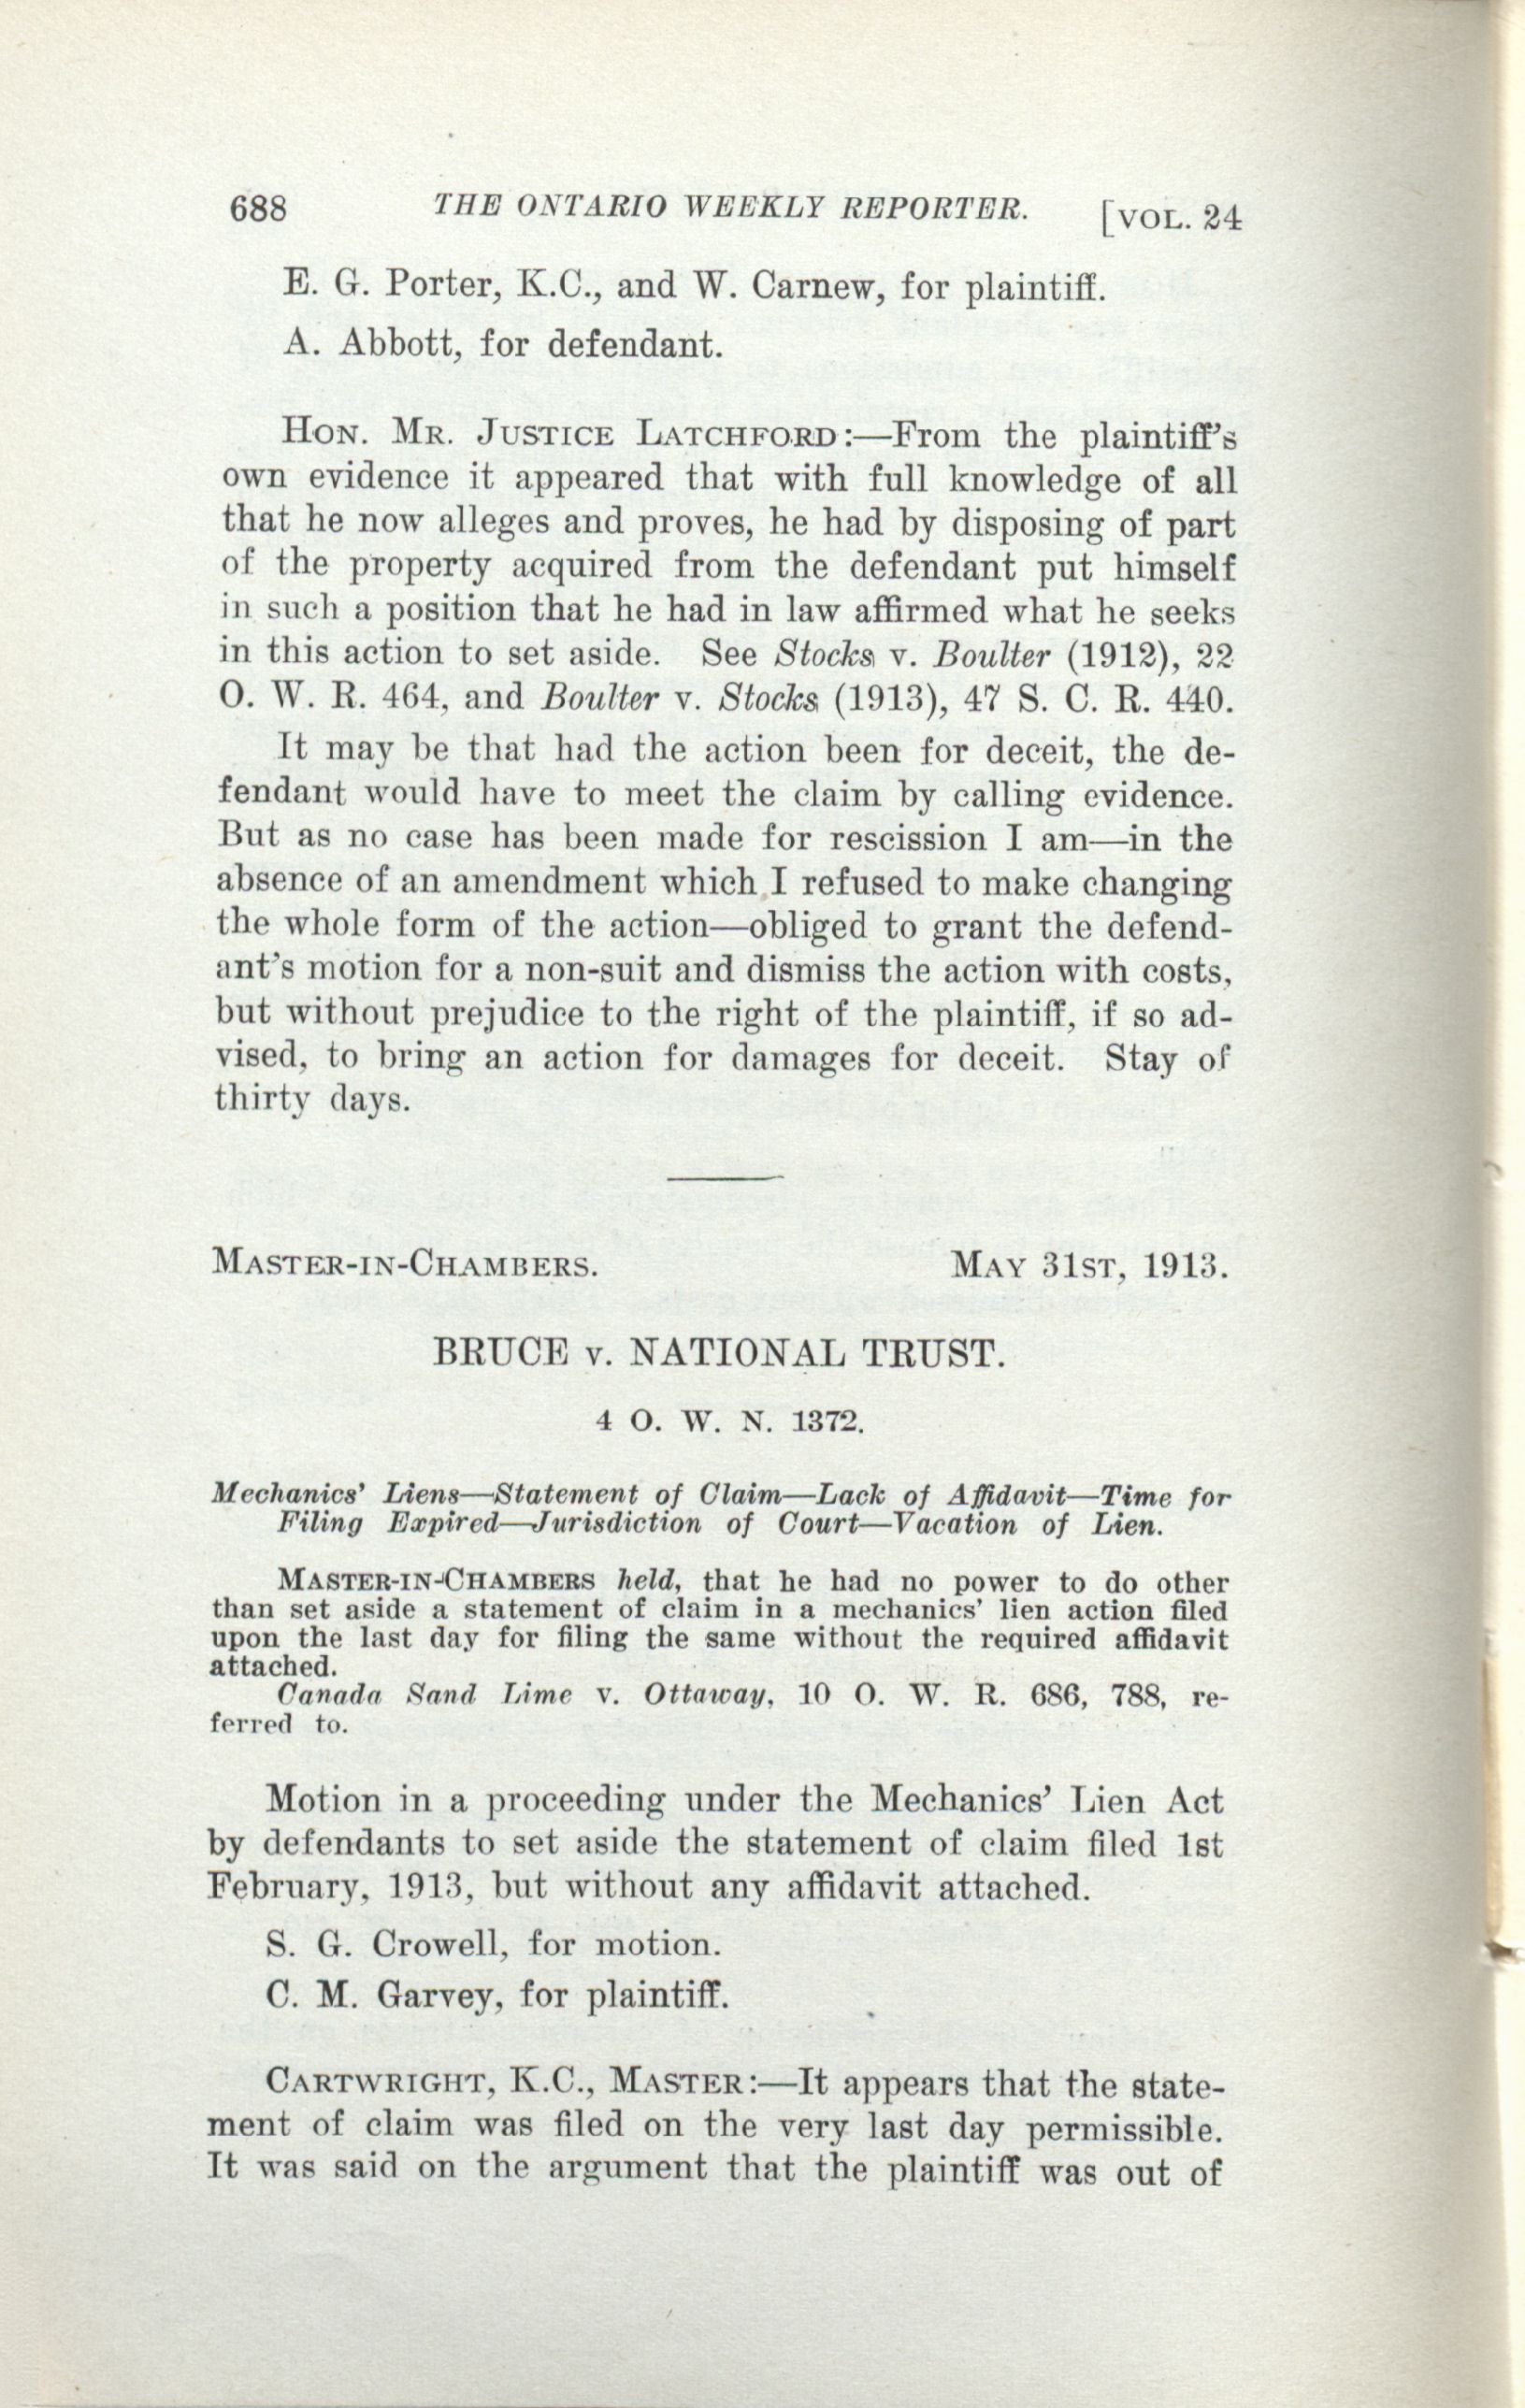 688 THE ONTARIO WEEKLY REPORTER. [VOL. 24
E. G. Porter, K.C., and W. Carnew, for plaintiff.
A. Abbott, for defendant.
HON. MR. JUSTICE LATCHFORD:—From the plaintiff's
own evidence it appeared that with full knowledge of all
that he now alleges and proves, he had by disposing of part
of the property acquired from the defendant put himself
in such a position that he had in law affirmed what he seeks
in this action to set aside. See Stocks v. Boulter (1912), 22
O. W. R. 464, and Boulter v. Stocks (1913), 47 S. C. R. 440.
It may be that had the action been for deceit, the de-
fendant would have to meet the claim by calling evidence.
But as no case has been made for rescission I am—in the
absence of an amendment which I refused to make changing
the whole form of the action—obliged to grant the defend-
ant's motion for a non-suit and dismiss the action with costs,
but without prejudice to the right of the plaintiff, if so ad-
vised, to bring an action for damages for deceit. Stay of
thirty days.
MASTER-IN-CHAMBERS. MAY 31ST, 1913.
BRUCE v. NATIONAL TRUST.
4 O. W. N. 1372.
Mechanics' Liens—Statement of Claim—Lack of Affidavit—Time for
Filing Expired—Jurisdiction of Court—Vacation of Lien.
MASTER-IN-CHAMBERS held, that he had no power to do other
than set aside a statement of claim in a mechanics' lien action filed
upon the last day for filing the same without the required affidavit
attached.
Canada Sand Lime v. Ottaway, 10 O. W. R. 686, 788, re-
ferred to.
Motion in a proceeding under the Mechanics' Lien Act
by defendants to set aside the statement of claim filed 1st
February, 1913, but without any affidavit attached.
S. G. Crowell, for motion.
C. M. Garvey, for plaintiff.
CARTWRIGHT, K.C., MASTER:—It appears that the state-
ment of claim was filed on the very last day permissible.
It was said on the argument that the plaintiff was out of